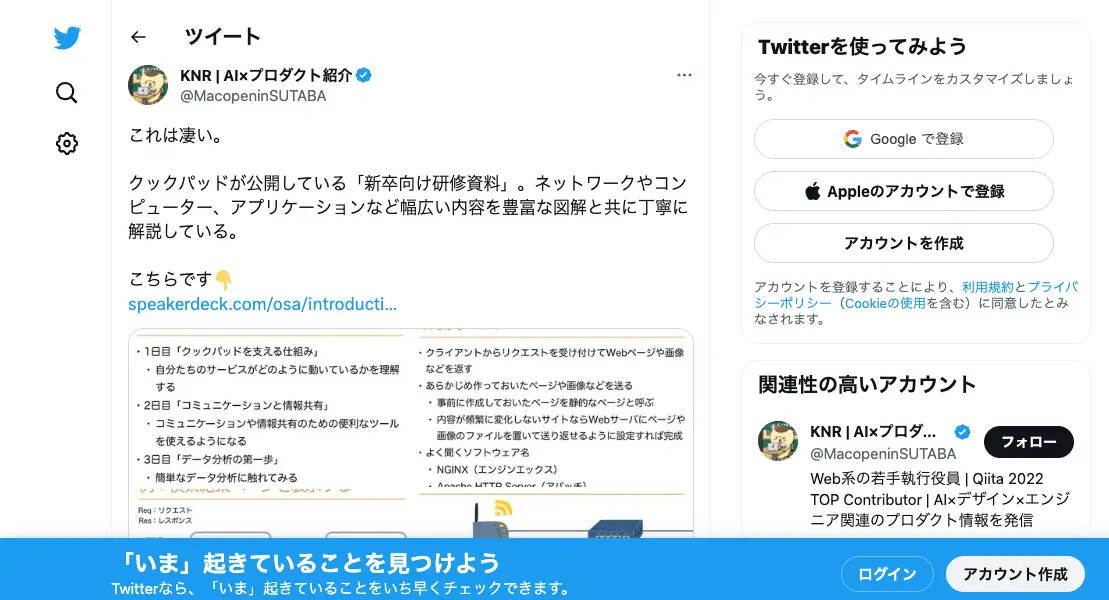 ツイート
KNR | AI×プロダクト紹介
@MacopeninSUTABA
これは凄い。
クックパッドが公開している「新卒向け研修資料」。ネットワークやコン
ピューター、アプリケーションなど幅広い内容を豊富な図解と共に丁寧に
解説している。
こちらです👇
speakerdeck.com/osa/introducti...
・1日目「クックパッドを支える仕組み」
・自分たちのサービスがどのように動いているかを理解
する
・2日目「コミュニケーションと情報共有」
・コミュニケーションや情報共有のための便利なツール
を使えるようになる
・3日目「データ分析の第一歩」
・簡単なデータ分析に触れてみる
・クライアントからリクエストを受け付けてWebページや画像
などを返す
・あらかじめ作っておいたページや画像などを送る
・事前に作成しておいたページを静的なページと呼ぶ
・内容が頻繁に変化しないサイトならWebサーバにページや
画像のファイルを置いて送り返せるように設定すれば完成
・よく聞くソフトウェア名
・NGINX（エンジンエックス）
・Apache HTTP Server（アパッチ）
Req：リクエスト
Res：レスポンス
Twitterを使ってみよう
今すぐ登録して、タイムラインをカスタマイズしましょ
う。
Google で登録
Appleのアカウントで登録
アカウントを作成
アカウントを登録することにより、利用規約とプライバ
シーポリシー（Cookieの使用を含む）に同意したとみ
なされます。
関連性の高いアカウント
KNR | AI×プロダ...
@MacopeninSUTABA
フォロー
Web系の若手執行役員 | Qiita 2022
TOP Contributor | AI×デザイン×エンジ
ニア関連のプロダクト情報を発信
「いま」起きていることを見つけよう
Twitterなら、「いま」起きていることをいち早くチェックできます。
ログイン
アカウント作成